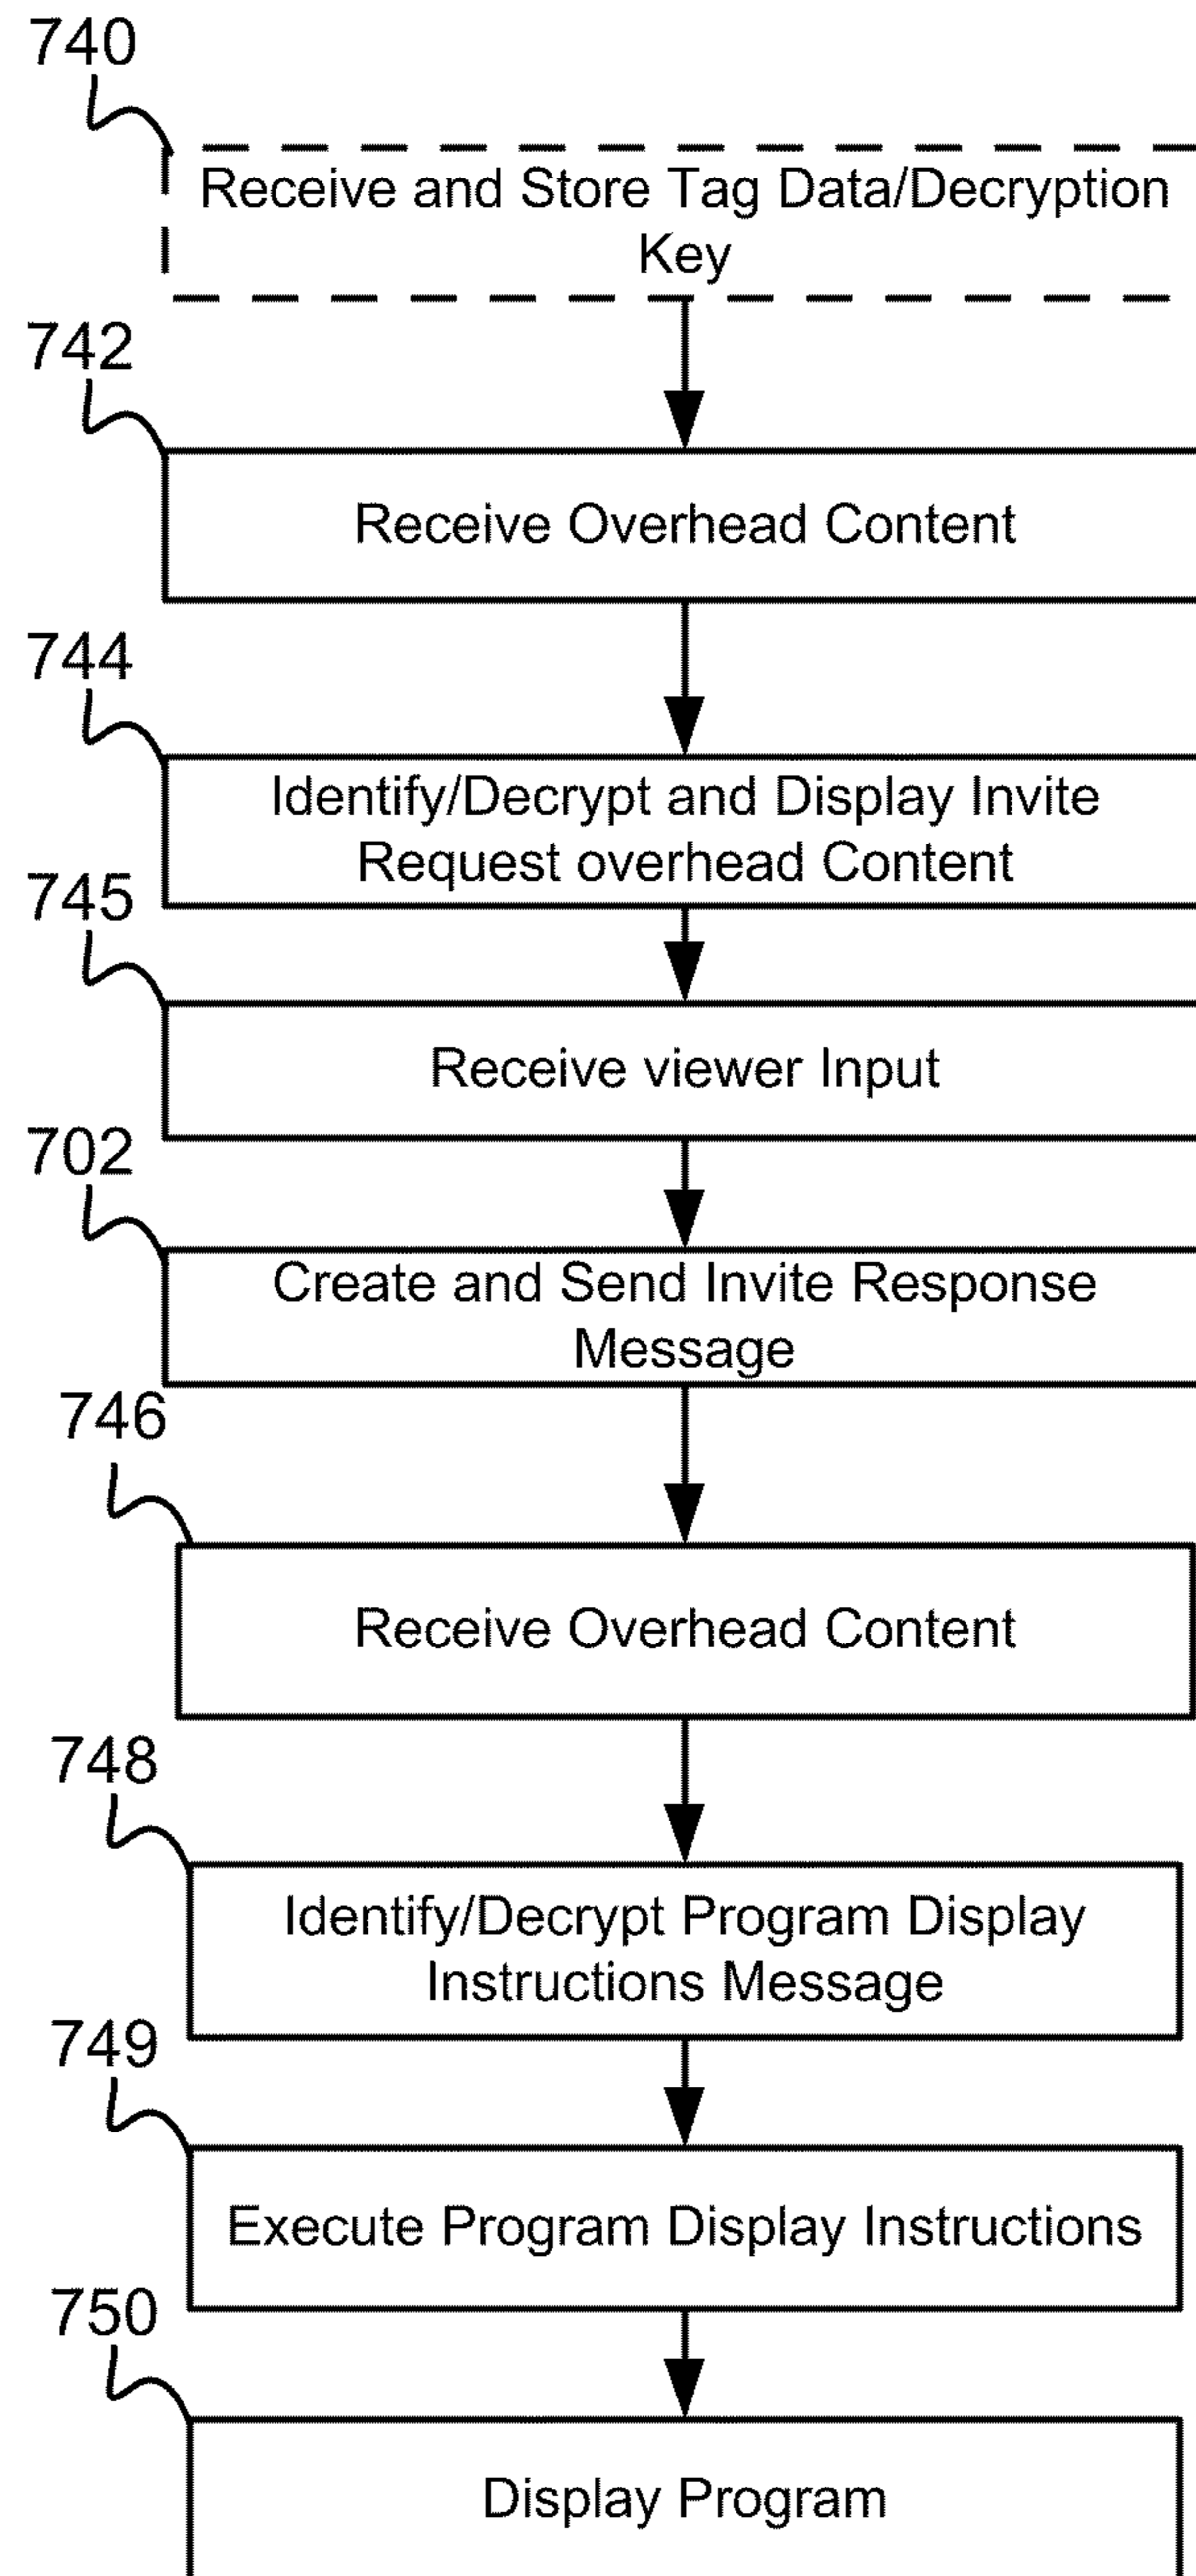 740
Receive and Store Tag Data/Decryption
Key
742
Receive Overhead Content
744
Identify/Decrypt and Display Invite
Request overhead Content
745
Receive viewer Input
702
Create and Send Invite Response
Message
746
Receive Overhead Content
748
Identify/Decrypt Program Display
Instructions Message
749
Execute Program Display Instructions
750
Display Program